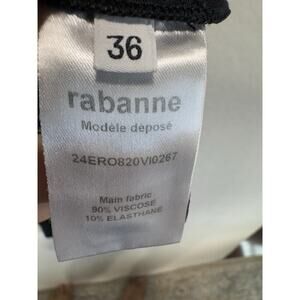 36
rabanne
Modèle déposé
24ERO820VI0267
Main fabric
90% VISCOSE
10% ELASTHANE